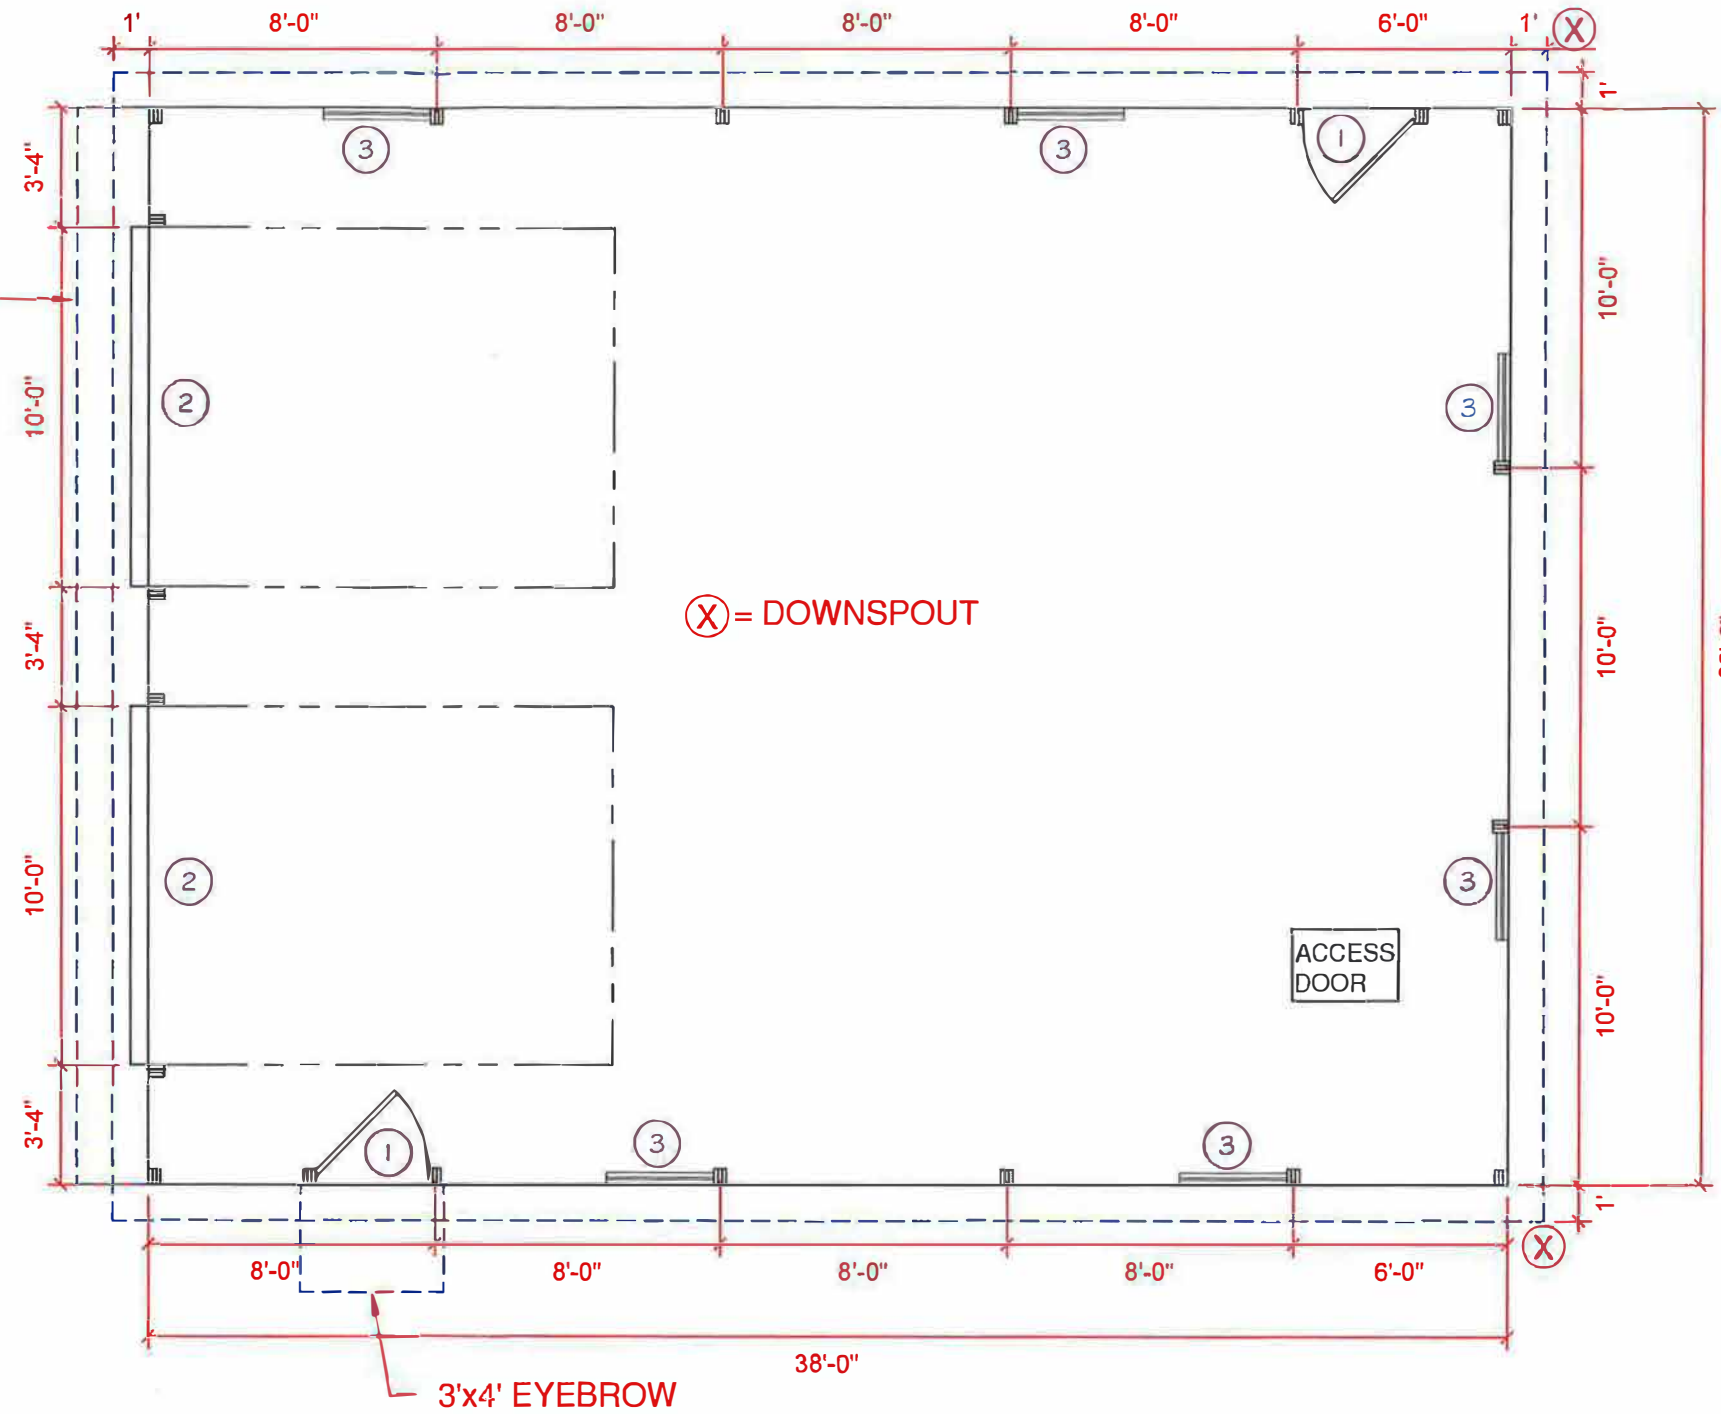 1' 8'-0" 8'-0" 8'-0" 8'-0" 6'-0" 1' X
1'
3'-4" 3 3 1
10'-0"
10'-0" 2 3
X = DOWNSPOUT
3'-4" 10'-0"
10'-0" 2 3
ACCESS
DOOR
10'-0"
3'-4" 1 3 3
1'
X
8'-0" 8'-0" 8'-0" 8'-0" 6'-0"
38'-0"
3'x4' EYEBROW